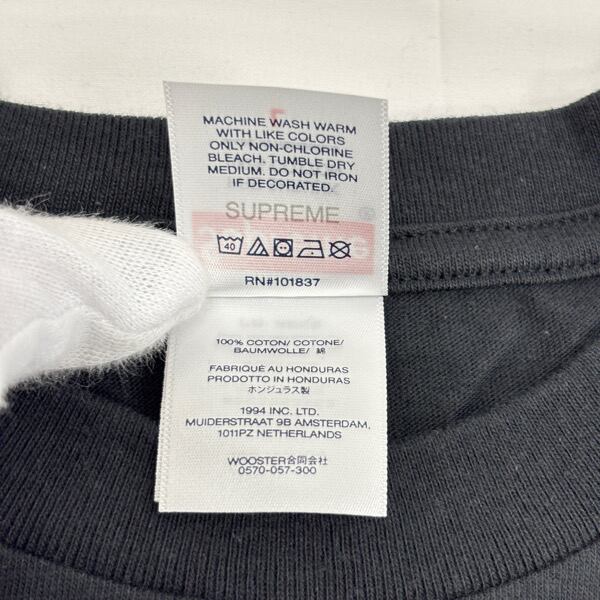 MACHINE WASH WARM
WITH LIKE COLORS
ONLY NON-CHLORINE
BLEACH. TUMBLE DRY
MEDIUM. DO NOT IRON
IF DECORATED.
SUPREME
40
RN#101837
100% COTON/ COTONE/
BAUMWOLLE/ 綿
FABRIQUÉ AU HONDURAS
PRODOTTO IN HONDURAS
ホンジュラス製
1994 INC. LTD.
MUIDERSTRAAT 9B AMSTERDAM,
1011PZ NETHERLANDS
WOOSTER合同会社
0570-057-300